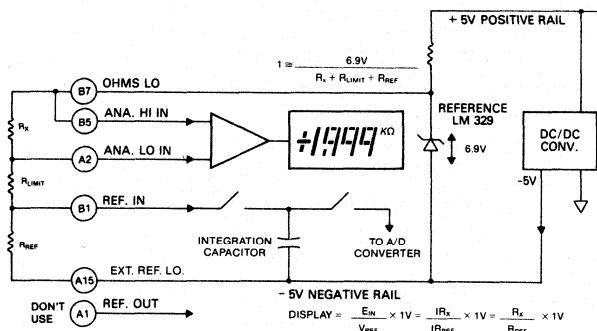 + 5V POSITIVE RAIL
1 ≅ 6.9V
Rx + RLIMIT + RREF
B7 OHMS LO
B5 ANA. HI IN
REFERENCE
LM 329
RX
+1.999 KΩ
DC/DC
CONV.
6.9V
A2 ANA. LO IN
-5V
RLIMIT
B1 REF. IN
RREF
INTEGRATION
CAPACITOR
TO A/D
CONVERTER
A15 EXT. REF. LO.
- 5V NEGATIVE RAIL
DON'T
USE
A1 REF. OUT
DISPLAY = EIN/VREF × 1V = IRX/IRREF × 1V = RX/RREF × 1V